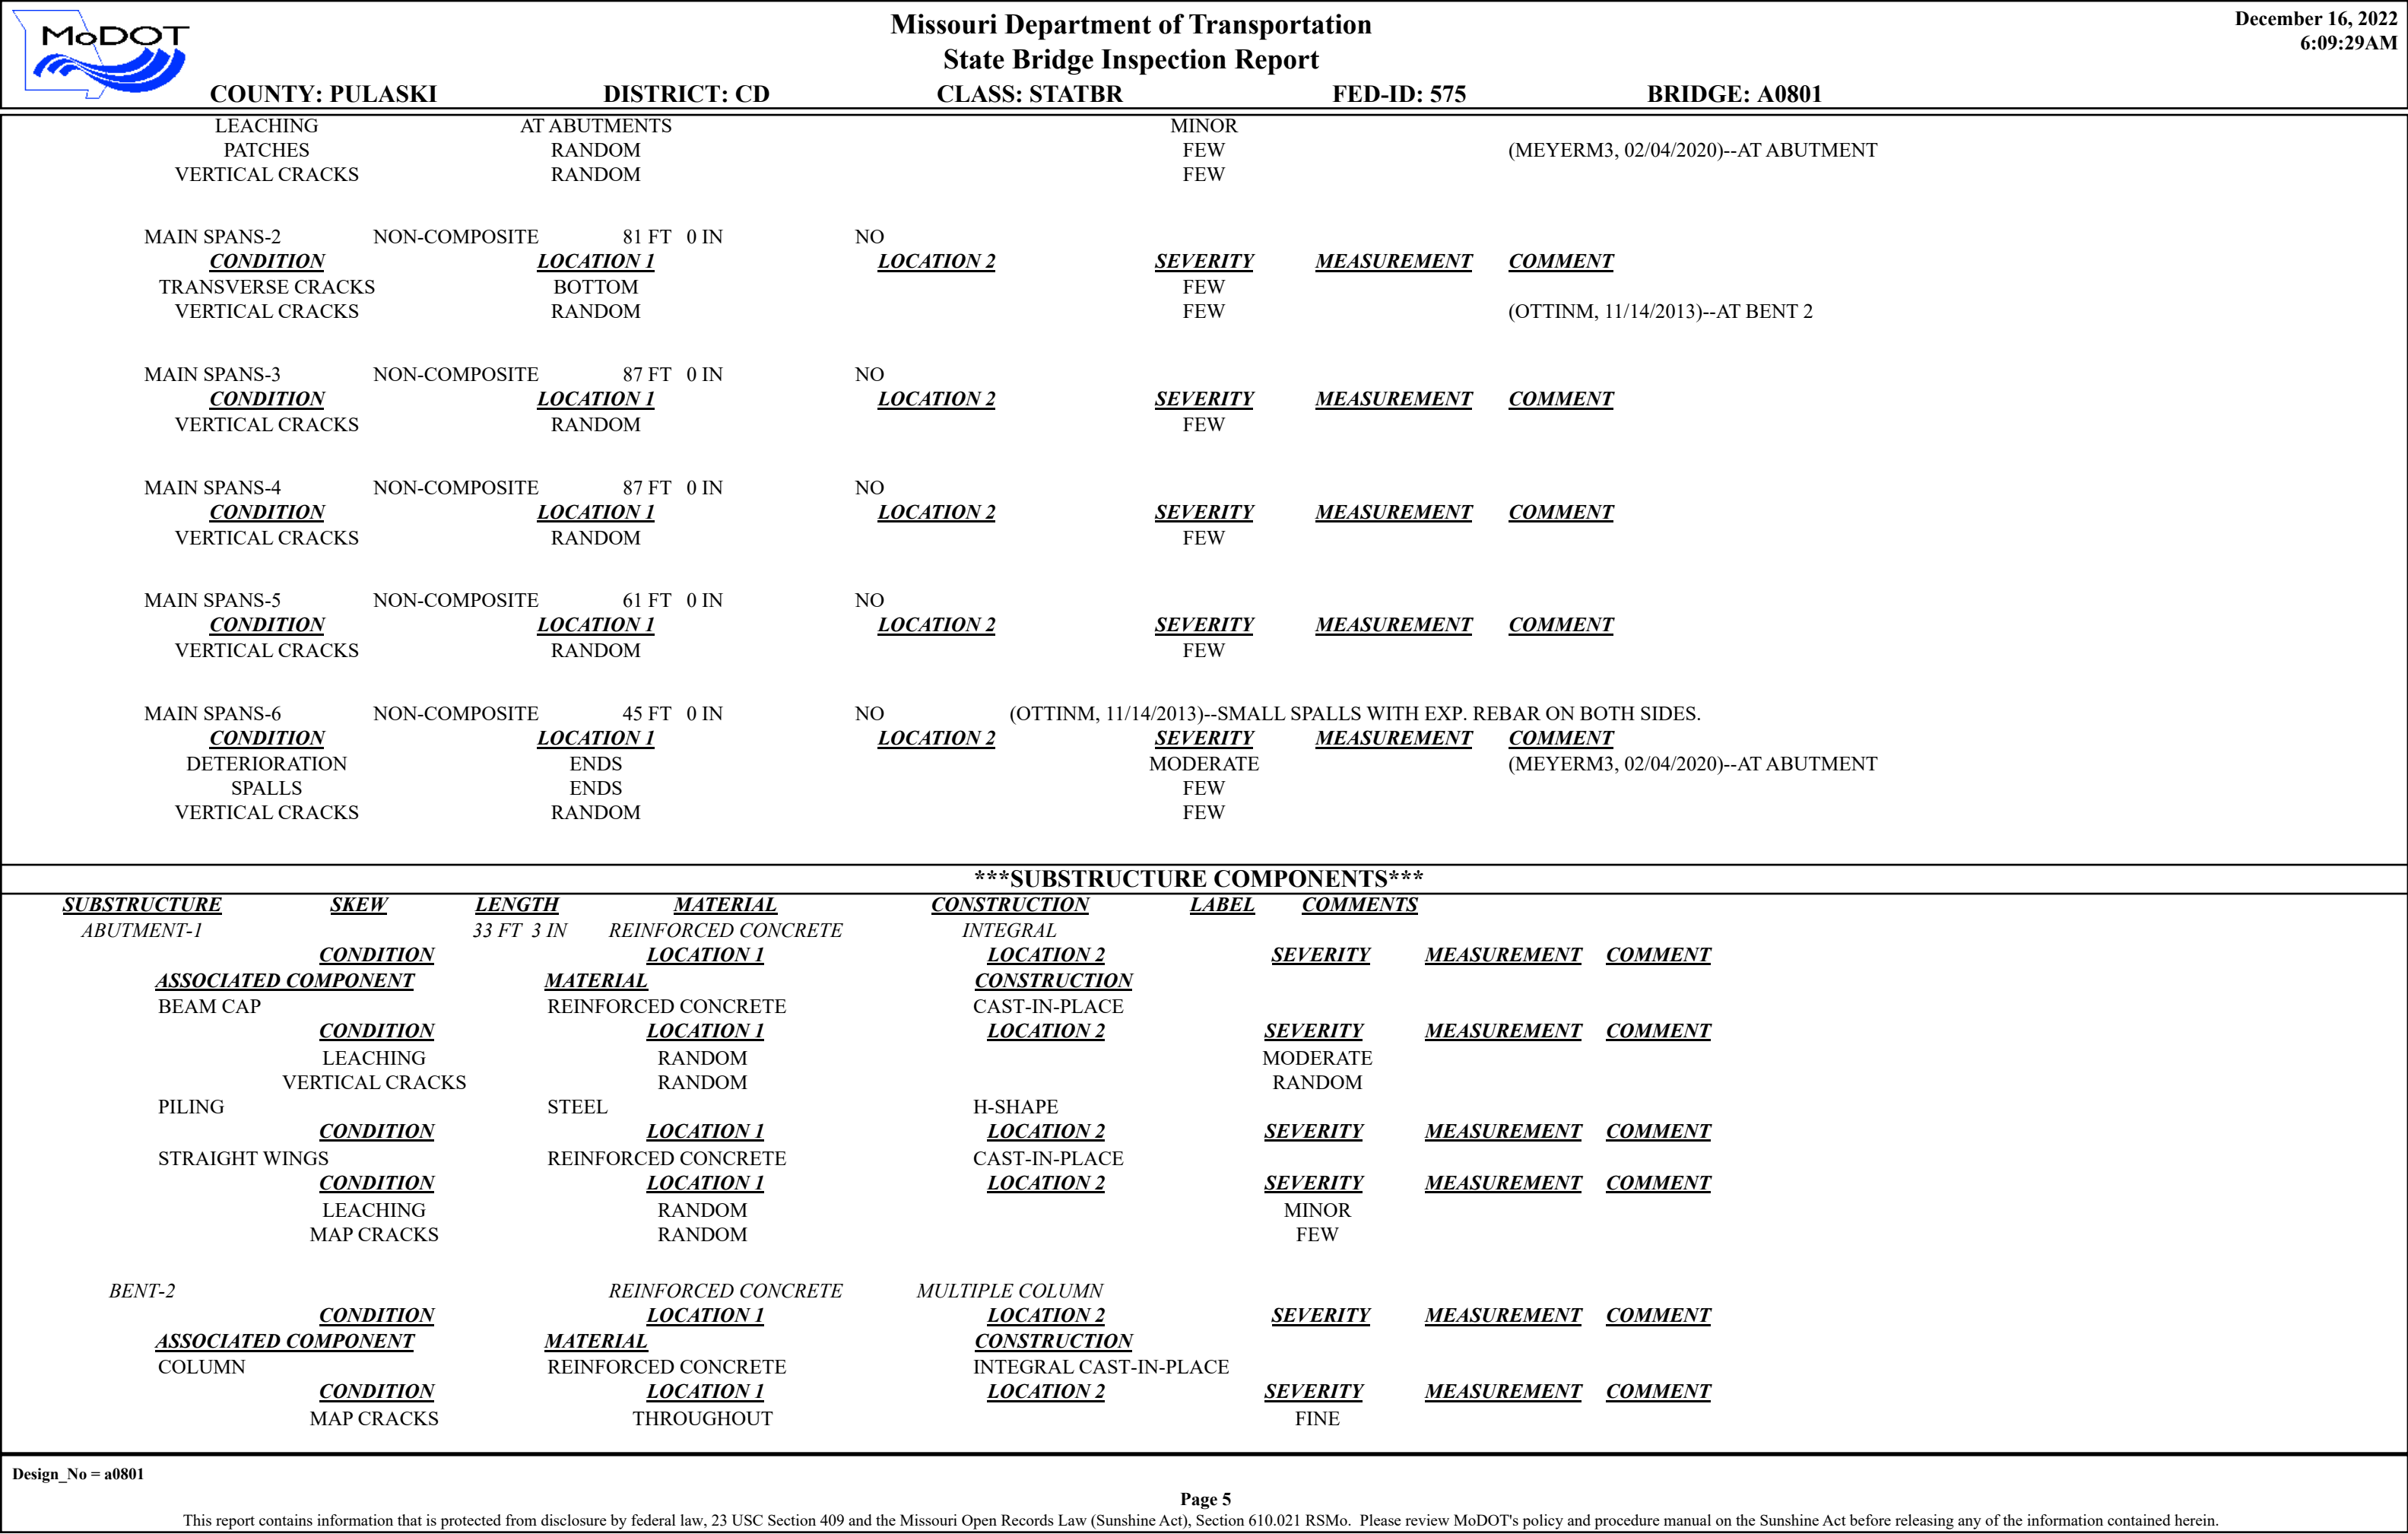 MoDOT
Missouri Department of Transportation
State Bridge Inspection Report
December 16, 2022
6:09:29AM
COUNTY: PULASKI DISTRICT: CD CLASS: STATBR FED-ID: 575 BRIDGE: A0801
LEACHING AT ABUTMENTS MINOR
PATCHES RANDOM FEW (MEYERM3, 02/04/2020)--AT ABUTMENT
VERTICAL CRACKS RANDOM FEW
MAIN SPANS-2 NON-COMPOSITE 81 FT 0 IN NO
CONDITION LOCATION 1 LOCATION 2 SEVERITY MEASUREMENT COMMENT
TRANSVERSE CRACKS BOTTOM FEW
VERTICAL CRACKS RANDOM FEW (OTTINM, 11/14/2013)--AT BENT 2
MAIN SPANS-3 NON-COMPOSITE 87 FT 0 IN NO
CONDITION LOCATION 1 LOCATION 2 SEVERITY MEASUREMENT COMMENT
VERTICAL CRACKS RANDOM FEW
MAIN SPANS-4 NON-COMPOSITE 87 FT 0 IN NO
CONDITION LOCATION 1 LOCATION 2 SEVERITY MEASUREMENT COMMENT
VERTICAL CRACKS RANDOM FEW
MAIN SPANS-5 NON-COMPOSITE 61 FT 0 IN NO
CONDITION LOCATION 1 LOCATION 2 SEVERITY MEASUREMENT COMMENT
VERTICAL CRACKS RANDOM FEW
MAIN SPANS-6 NON-COMPOSITE 45 FT 0 IN NO (OTTINM, 11/14/2013)--SMALL SPALLS WITH EXP. REBAR ON BOTH SIDES.
CONDITION LOCATION 1 LOCATION 2 SEVERITY MEASUREMENT COMMENT
DETERIORATION ENDS MODERATE (MEYERM3, 02/04/2020)--AT ABUTMENT
SPALLS ENDS FEW
VERTICAL CRACKS RANDOM FEW
***SUBSTRUCTURE COMPONENTS***
SUBSTRUCTURE SKEW LENGTH MATERIAL CONSTRUCTION LABEL COMMENTS
ABUTMENT-1 33 FT 3 IN REINFORCED CONCRETE INTEGRAL
CONDITION LOCATION 1 LOCATION 2 SEVERITY MEASUREMENT COMMENT
ASSOCIATED COMPONENT MATERIAL CONSTRUCTION
BEAM CAP REINFORCED CONCRETE CAST-IN-PLACE
CONDITION LOCATION 1 LOCATION 2 SEVERITY MEASUREMENT COMMENT
LEACHING RANDOM MODERATE
VERTICAL CRACKS RANDOM RANDOM
PILING STEEL H-SHAPE
CONDITION LOCATION 1 LOCATION 2 SEVERITY MEASUREMENT COMMENT
STRAIGHT WINGS REINFORCED CONCRETE CAST-IN-PLACE
CONDITION LOCATION 1 LOCATION 2 SEVERITY MEASUREMENT COMMENT
LEACHING RANDOM MINOR
MAP CRACKS RANDOM FEW
BENT-2 REINFORCED CONCRETE MULTIPLE COLUMN
CONDITION LOCATION 1 LOCATION 2 SEVERITY MEASUREMENT COMMENT
ASSOCIATED COMPONENT MATERIAL CONSTRUCTION
COLUMN REINFORCED CONCRETE INTEGRAL CAST-IN-PLACE
CONDITION LOCATION 1 LOCATION 2 SEVERITY MEASUREMENT COMMENT
MAP CRACKS THROUGHOUT FINE
Design_No = a0801
Page 5
This report contains information that is protected from disclosure by federal law, 23 USC Section 409 and the Missouri Open Records Law (Sunshine Act), Section 610.021 RSMo. Please review MoDOT's policy and procedure manual on the Sunshine Act before releasing any of the information contained herein.